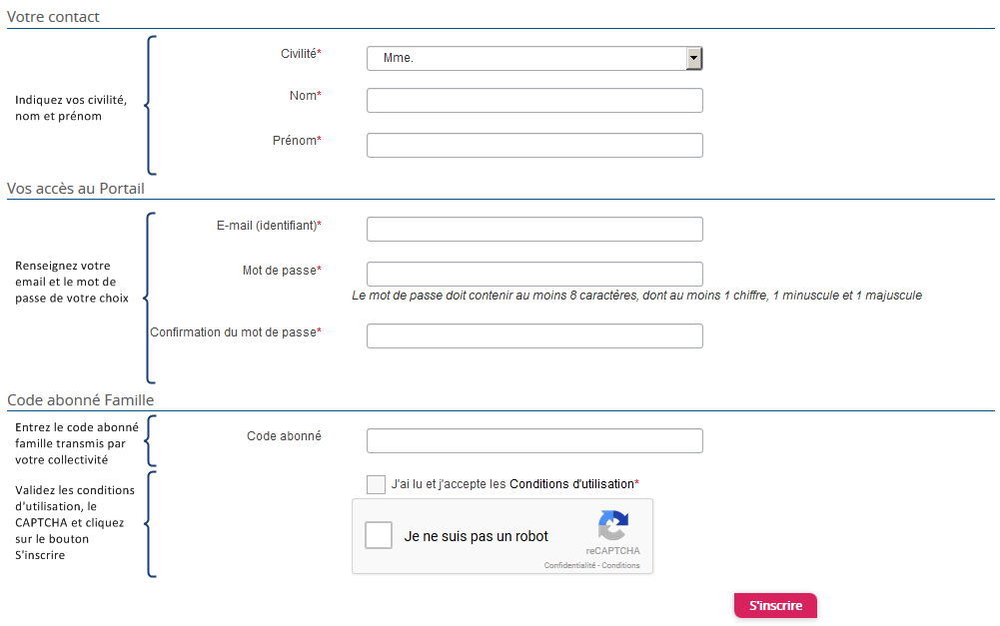 Votre contact
Civilité*
Mme.
Indiquez vos civilité,
nom et prénom
Nom*
Prénom*
Vos accès au Portail
E-mail (identifiant)*
Renseignez votre
email et le mot de
passe de votre choix
Mot de passe*
Le mot de passe doit contenir au moins 8 caractères, dont au moins 1 chiffre, 1 minuscule et 1 majuscule
Confirmation du mot de passe*
Code abonné Famille
Entrez le code abonné
famille transmis par
votre collectivité
Code abonné
Validez les conditions
d'utilisation, le
CAPTCHA et cliquez
sur le bouton
S'inscrire
J'ai lu et j'accepte les Conditions d'utilisation*
Je ne suis pas un robot
reCAPTCHA
Confidentialité - Conditions
S'inscrire